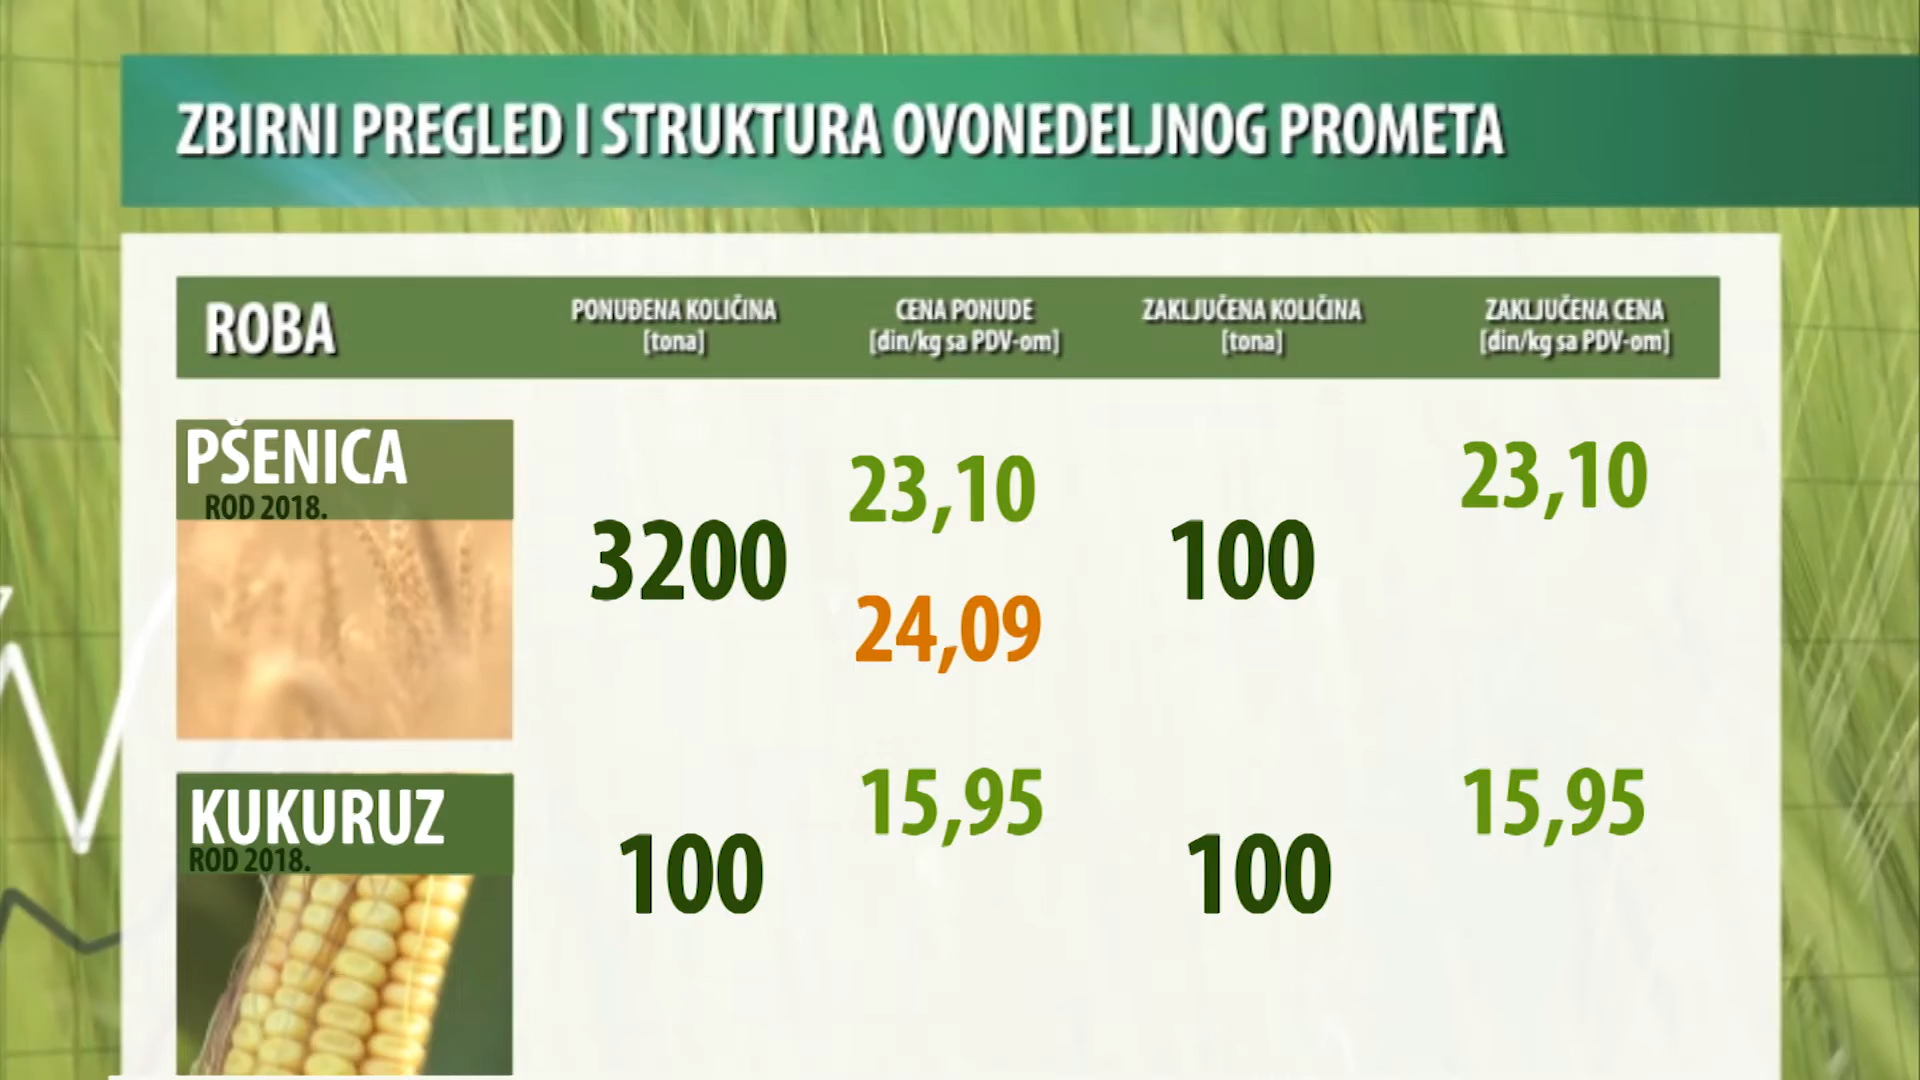 ZBIRNI PREGLED I STRUKTURA OVONEDELJNOG PROMETA
ROBA
PONUĐENA KOLIČINA
[tona]
CENA PONUDE
[din/kg sa PDV-om]
ZAKLJUČENA KOLIČINA
[tona]
ZAKLJUČENA CENA
[din/kg sa PDV-om]
PŠENICA
ROD 2018.
3200
23,10
24,09
100
23,10
KUKURUZ
ROD 2018.
100
15,95
100
15,95